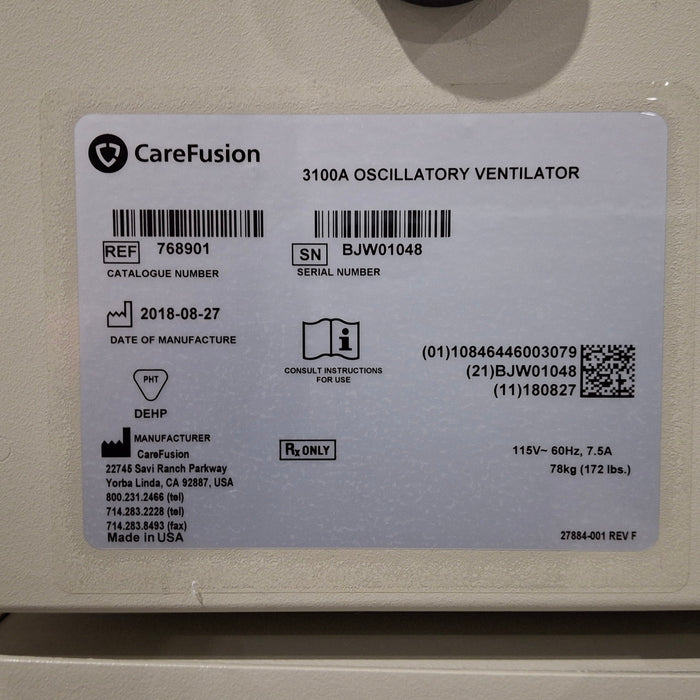 CareFusion
3100A OSCILLATORY VENTILATOR
REF 768901
CATALOGUE NUMBER
SN BJW01048
SERIAL NUMBER
2018-08-27
DATE OF MANUFACTURE
i
CONSULT INSTRUCTIONS
FOR USE
(01)10846446003079
(21)BJW01048
(11)180827
PHT
DEHP
MANUFACTURER
CareFusion
22745 Savi Ranch Parkway
Yorba Linda, CA 92887, USA
800.231.2466 (tel)
714.283.2228 (tel)
714.283.8493 (fax)
Made in USA
Rx ONLY
115V~ 60Hz, 7.5A
78kg (172 lbs.)
27884-001 REV F